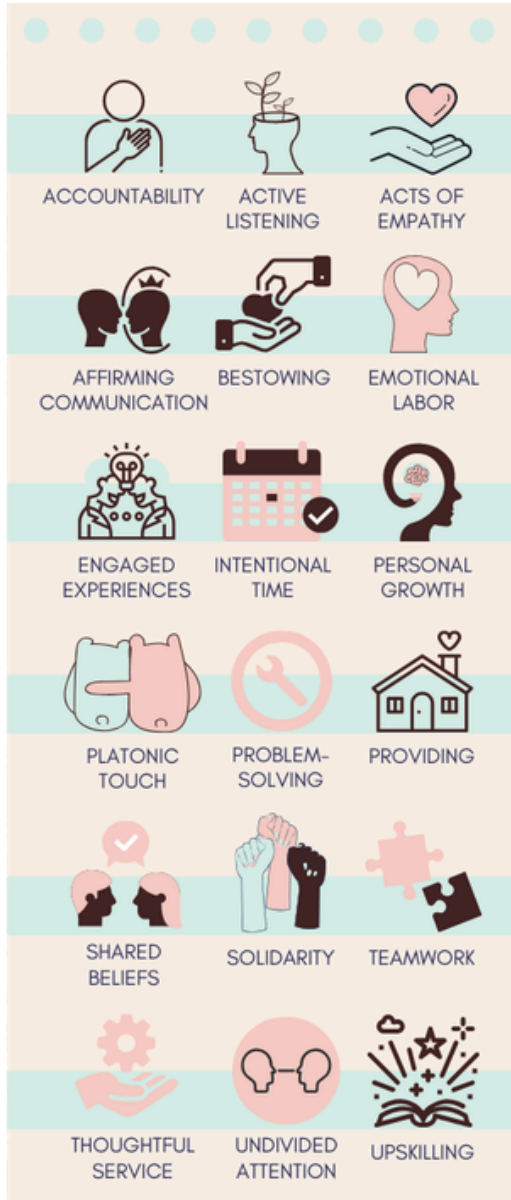 ACCOUNTABILITY
ACTIVE
LISTENING
ACTS OF
EMPATHY
AFFIRMING
COMMUNICATION
BESTOWING
EMOTIONAL
LABOR
ENGAGED
EXPERIENCES
INTENTIONAL
TIME
PERSONAL
GROWTH
PLATONIC
TOUCH
PROBLEM-
SOLVING
PROVIDING
SHARED
BELIEFS
SOLIDARITY
TEAMWORK
THOUGHTFUL
SERVICE
UNDIVIDED
ATTENTION
UPSKILLING